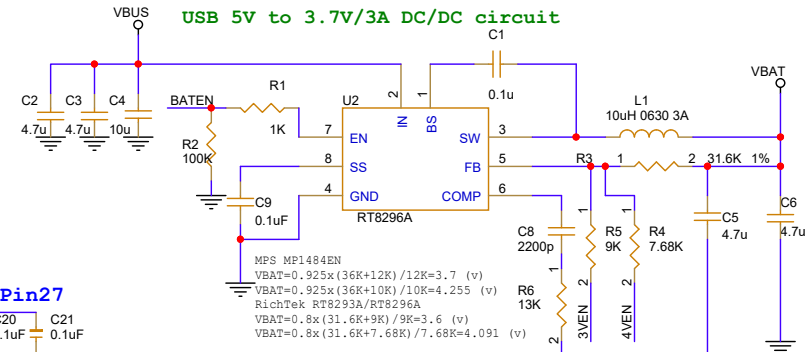 USB 5V to 3.7V/3A DC/DC circuit
VBUS
C1
0.1u
VBAT
C2
4.7u
C3
4.7u
C4
10u
BATEN
R1
1K
R2
100K
U2
2
IN
1
BS
7
EN
8
SS
4
GND
SW
3
FB
5
COMP
6
RT8296A
L1
10uH 0630 3A
R3
1
2
31.6K 1%
C9
0.1uF
C8
2200p
1
R6
13K
2
1
R5
9K
2
3VEN
1
R4
7.68K
2
4VEN
C5
4.7u
C6
4.7u
MPS MP1484EN
VBAT=0.925x(36K+12K)/12K=3.7 (v)
VBAT=0.925x(36K+10K)/10K=4.255 (v)
RichTek RT8293A/RT8296A
VBAT=0.8x(31.6K+9K)/9K=3.6 (v)
VBAT=0.8x(31.6K+7.68K)/7.68K=4.091 (v)
Pin27
C21
0.1uF